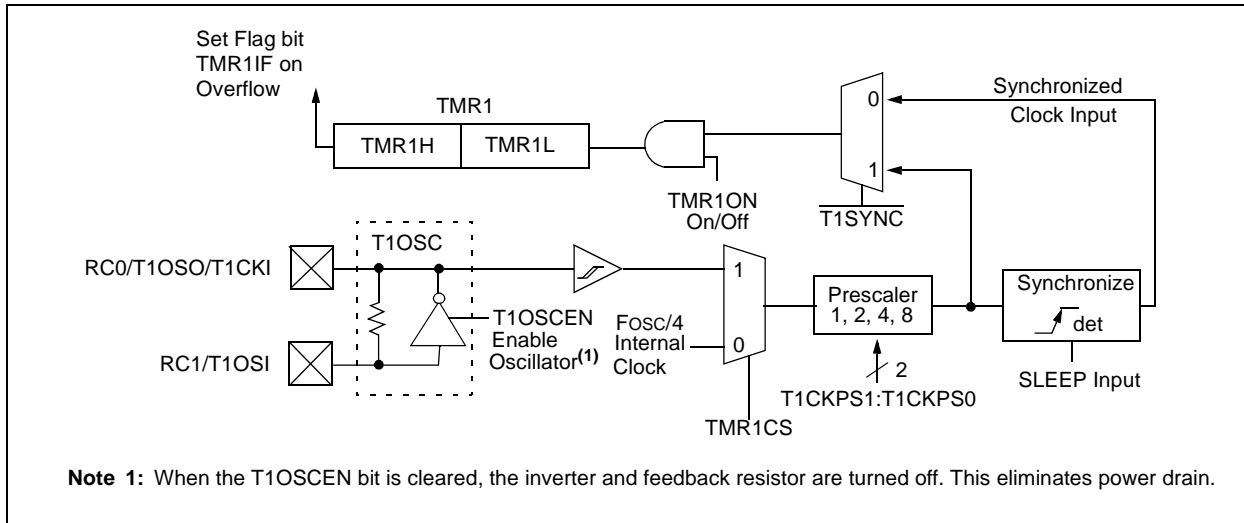 Set Flag bit
TMR1IF on
Overflow
TMR1
TMR1H
TMR1L
TMR1ON
On/Off
0
1
T1SYNC
Synchronized
Clock Input
RC0/T1OSO/T1CKI
RC1/T1OSI
T1OSC
T1OSCEN
Enable
Oscillator(1)
FOSC/4
Internal
Clock
1
0
TMR1CS
Prescaler
1, 2, 4, 8
2
T1CKPS1:T1CKPS0
Synchronize
det
SLEEP Input
Note 1: When the T1OSCEN bit is cleared, the inverter and feedback resistor are turned off. This eliminates power drain.